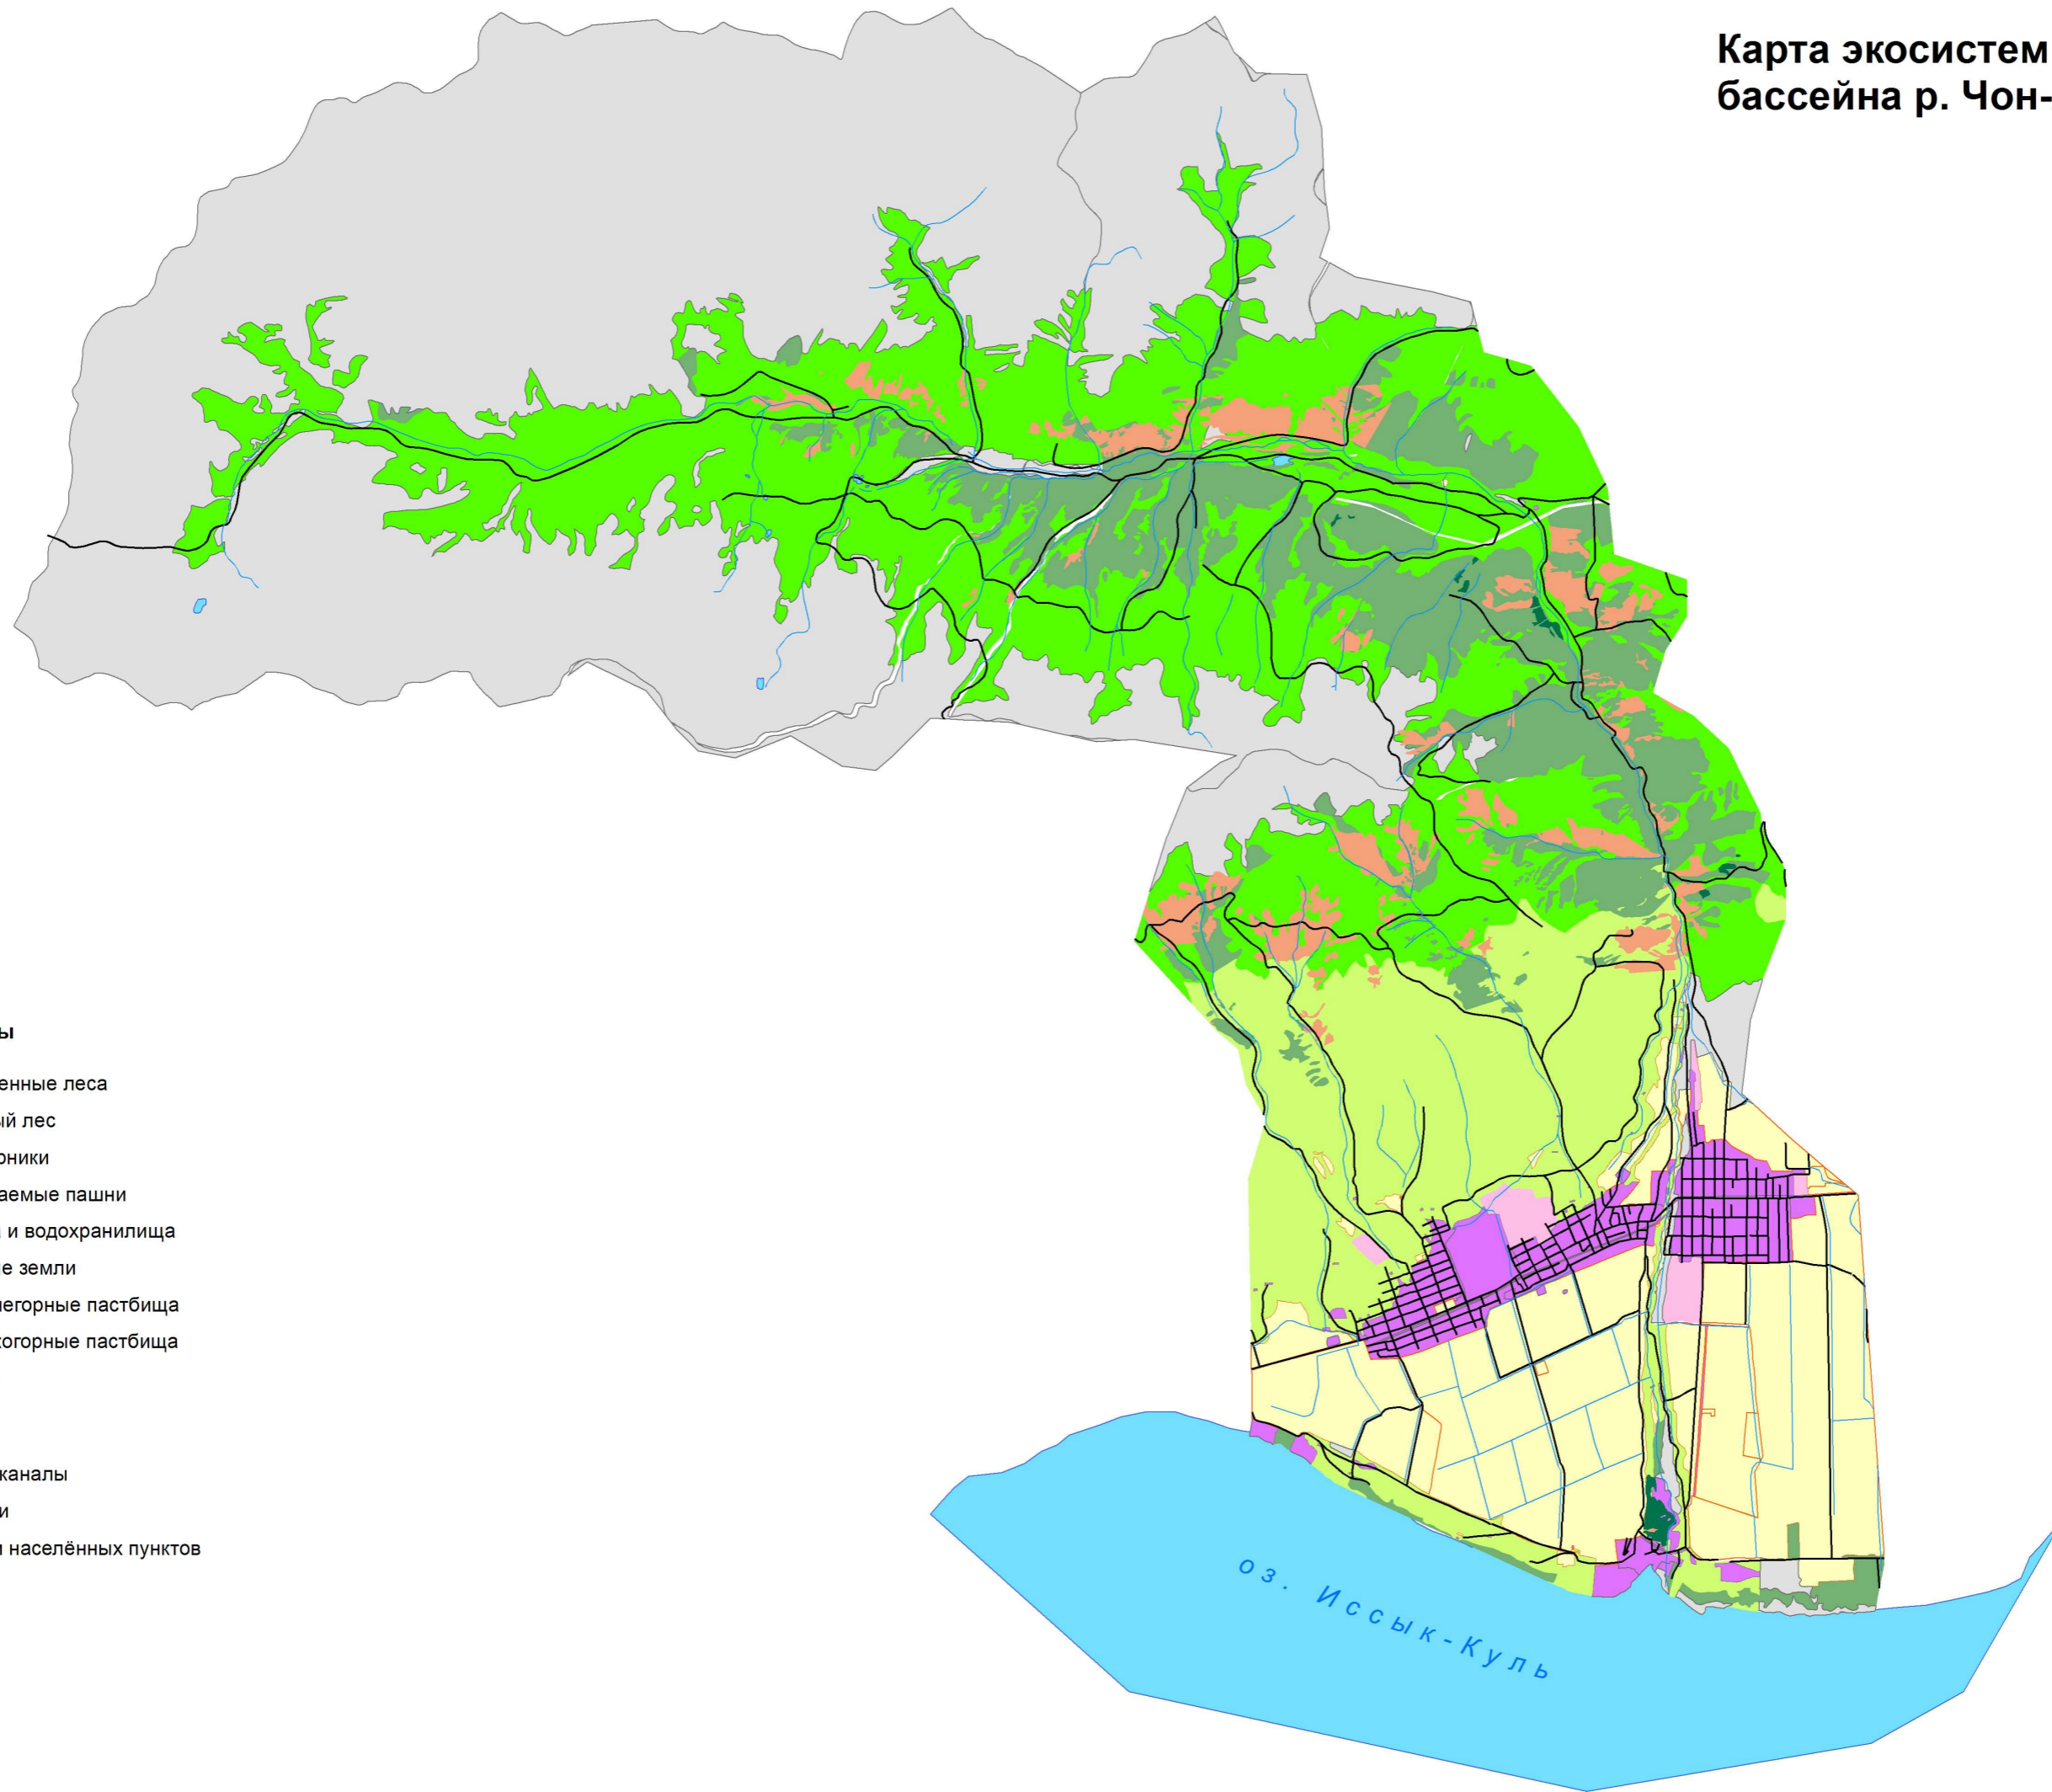 Карта экосистем
бассейна р. Чон-
ы
енные леса
ый лес
рники
аемые пашни
и водохранилища
е земли
негорные пастбища
когорные пастбища
каналы
и
и населённых пунктов
оз. Иссык-Куль